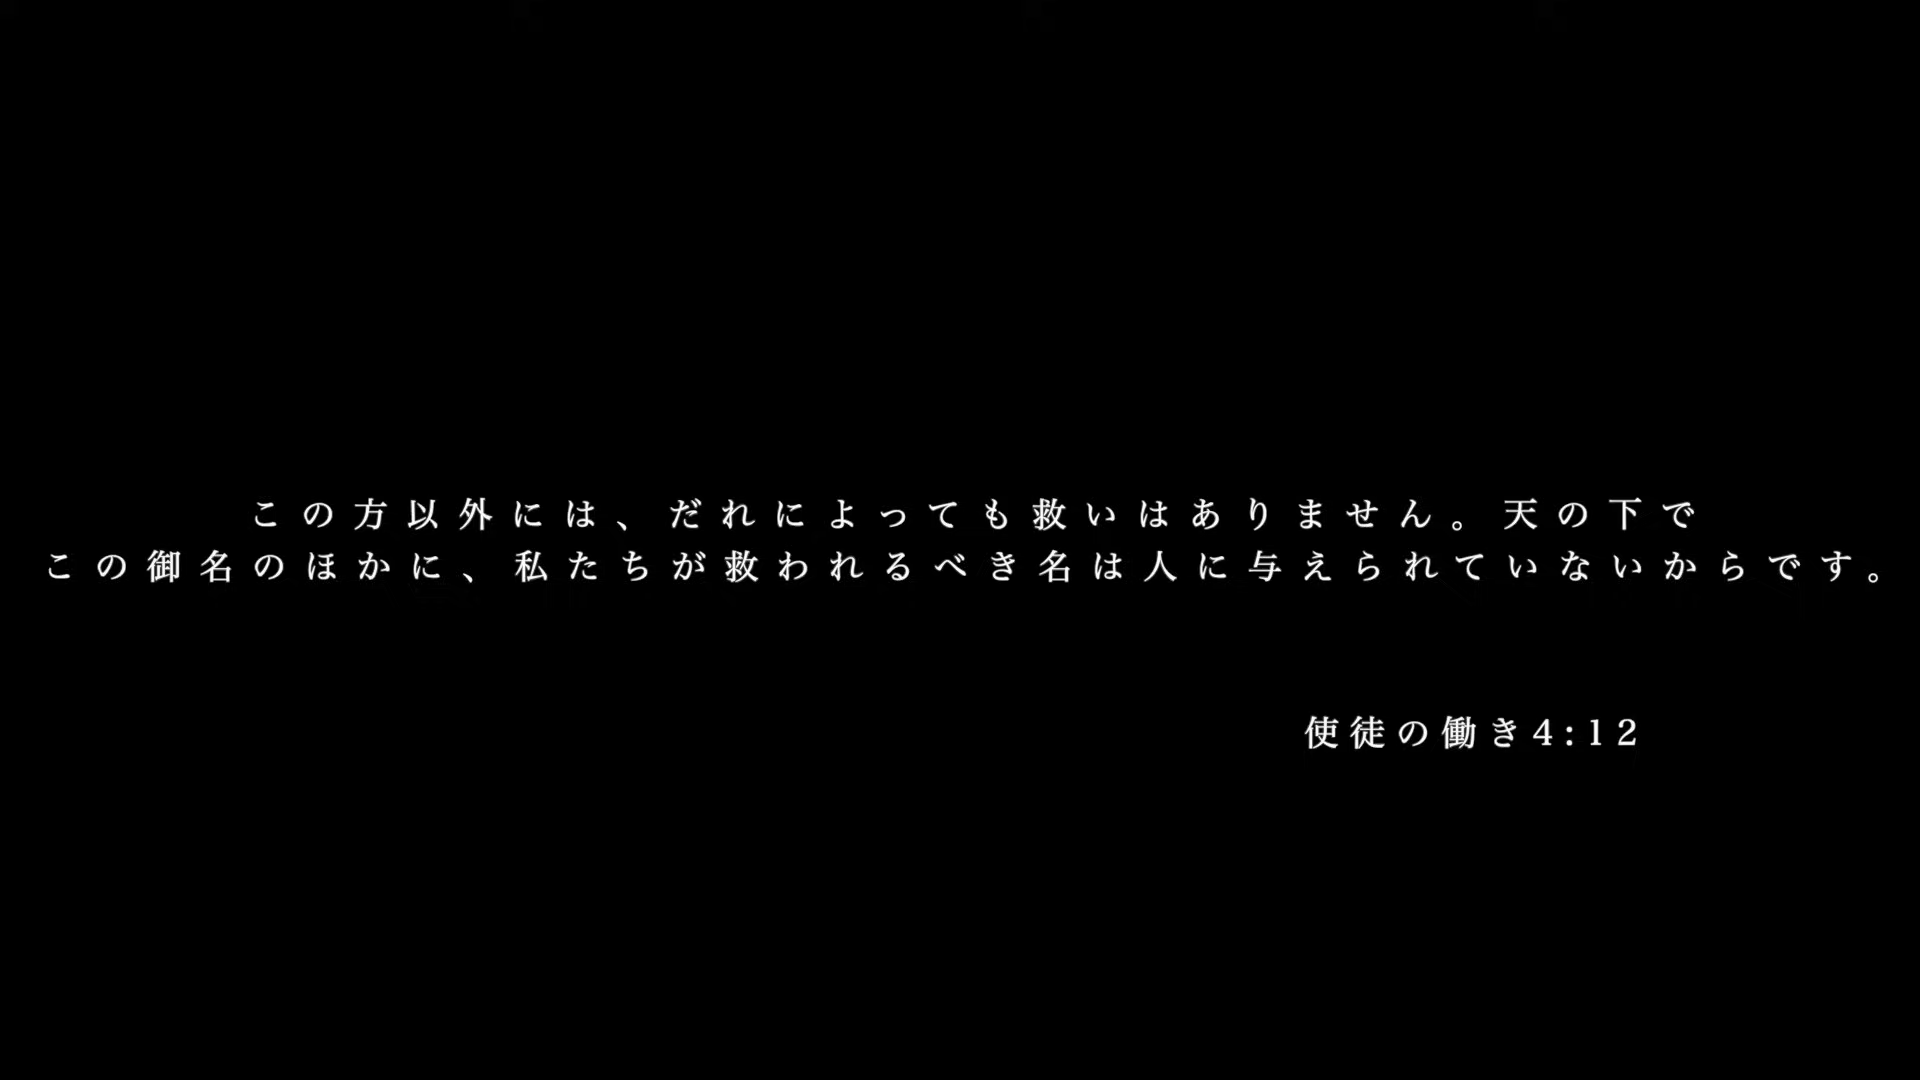 この方以外には、だれによっても救いはありません。天の下で
この御名のほかに、私たちが救われるべき名は人に与えられていないからです。
使徒の働き4:12